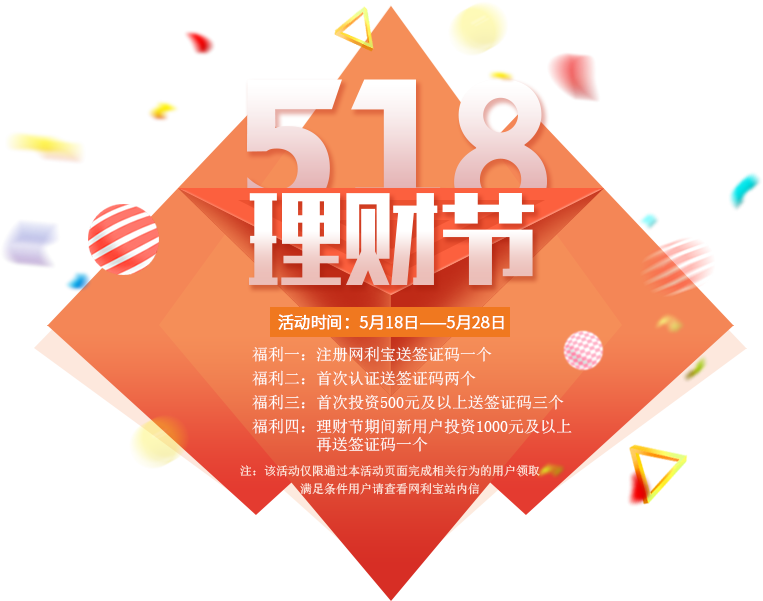 518
理财节
活动时间：5月18日——5月28日
福利一：注册网利宝送签证码一个
福利二：首次认证送签证码两个
福利三：首次投资500元及以上送签证码三个
福利四：理财节期间新用户投资1000元及以上
再送签证码一个
注：该活动仅限通过本活动页面完成相关行为的用户领取
满足条件用户请查看网利宝站内信